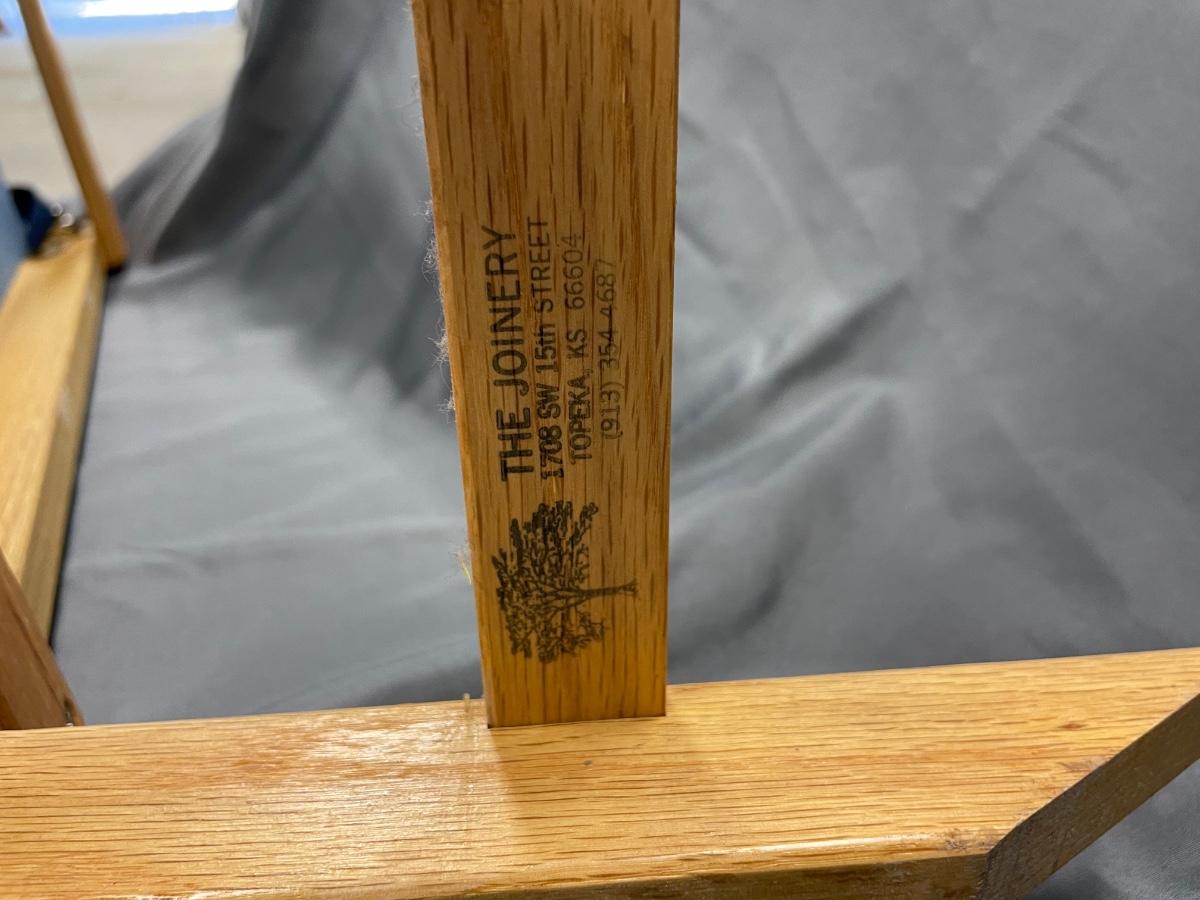 THE JOINERY
1708 SW 15th STREET
TOPEKA, KS 66604
(913) 354-4687